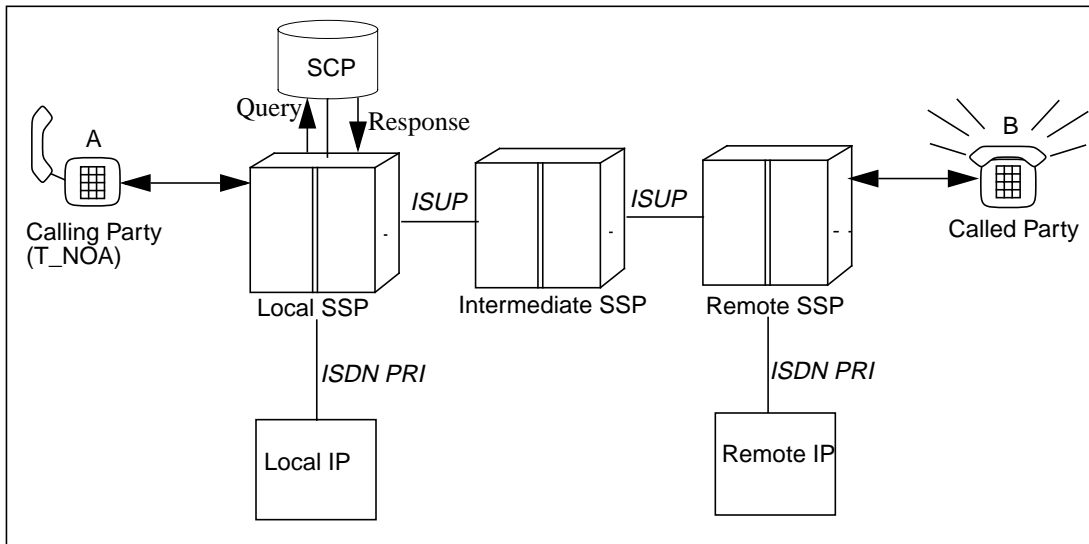 SCP
Query
Response
A
B
ISUP
ISUP
Calling Party
(T_NOA)
Called Party
Local SSP
Intermediate SSP
Remote SSP
ISDN PRI
ISDN PRI
Local IP
Remote IP